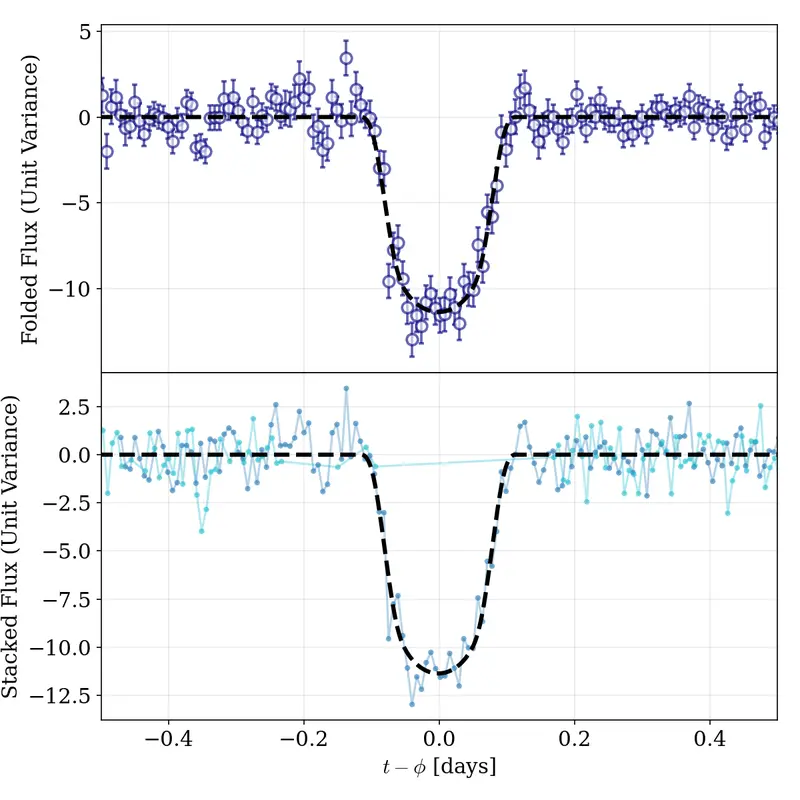 Folded Flux (Unit Variance)
5
0
−5
−10
Stacked Flux (Unit Variance)
2.5
0.0
−2.5
−5.0
−7.5
−10.0
−12.5
−0.4 −0.2 0.0 0.2 0.4
t − ϕ [days]